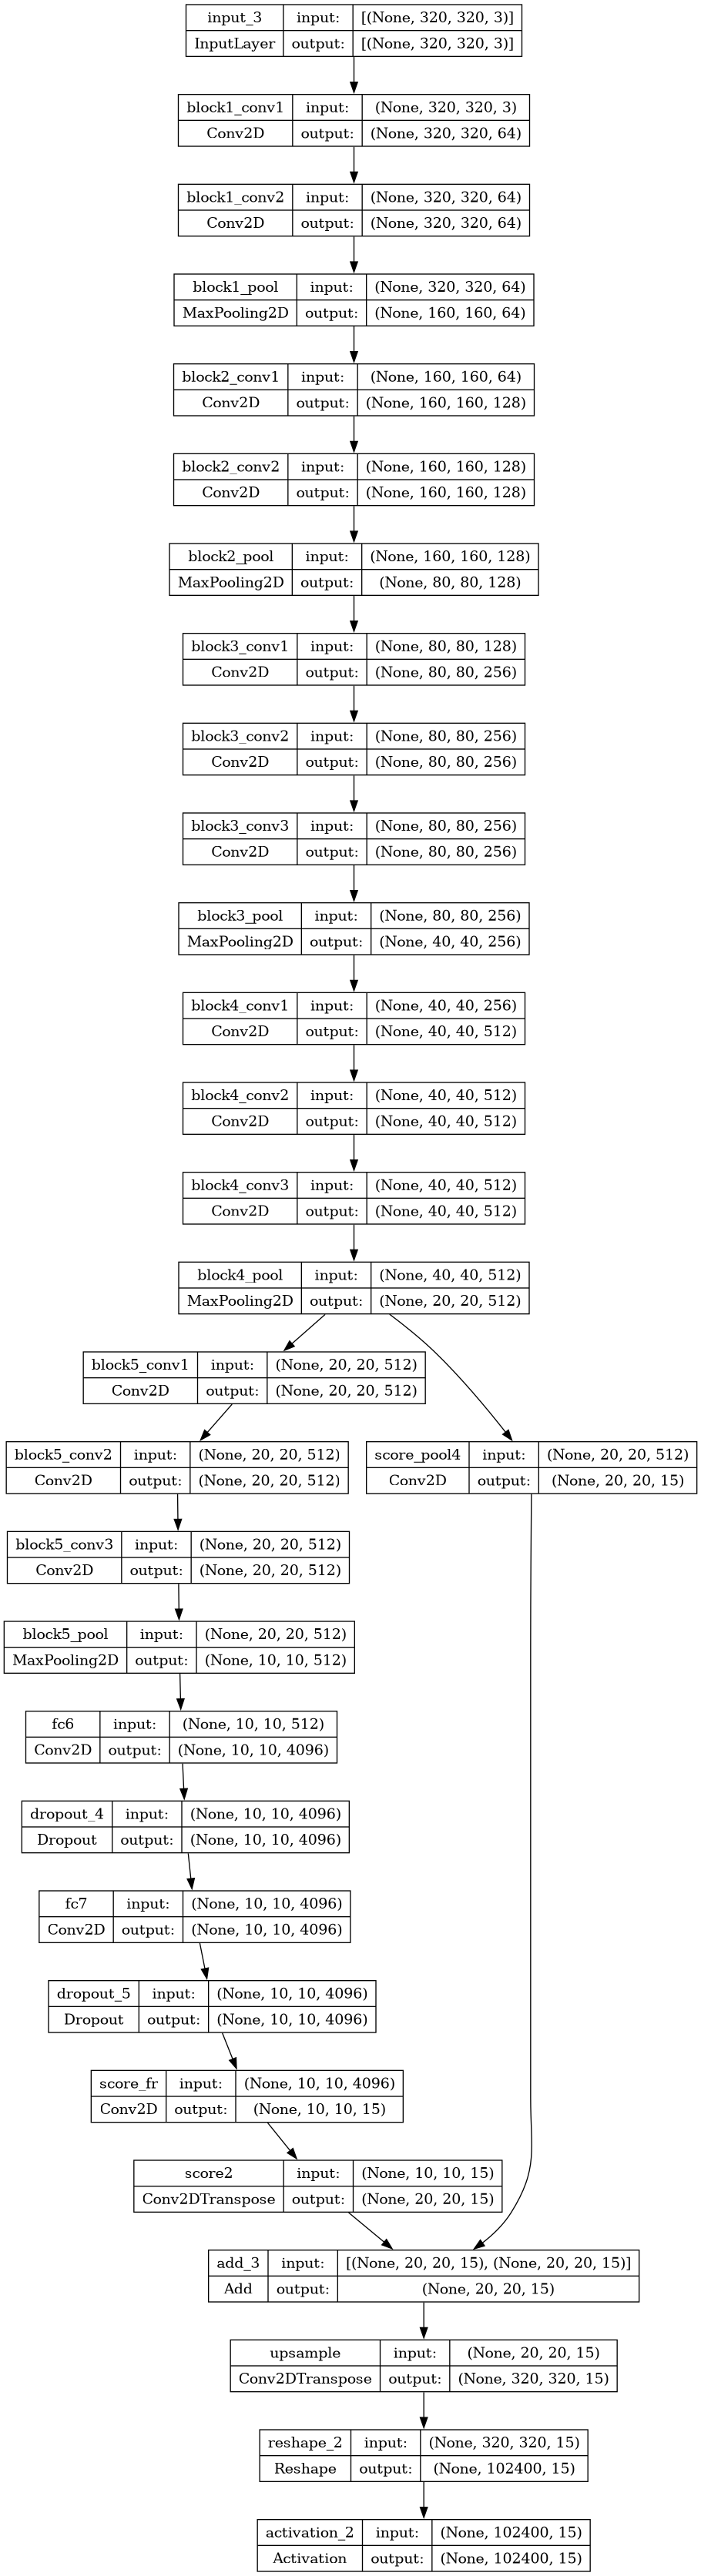 input_3 input: [(None, 320, 320, 3)]
InputLayer output: [(None, 320, 320, 3)]
block1_conv1 input: (None, 320, 320, 3)
Conv2D output: (None, 320, 320, 64)
block1_conv2 input: (None, 320, 320, 64)
Conv2D output: (None, 320, 320, 64)
block1_pool input: (None, 320, 320, 64)
MaxPooling2D output: (None, 160, 160, 64)
block2_conv1 input: (None, 160, 160, 64)
Conv2D output: (None, 160, 160, 128)
block2_conv2 input: (None, 160, 160, 128)
Conv2D output: (None, 160, 160, 128)
block2_pool input: (None, 160, 160, 128)
MaxPooling2D output: (None, 80, 80, 128)
block3_conv1 input: (None, 80, 80, 128)
Conv2D output: (None, 80, 80, 256)
block3_conv2 input: (None, 80, 80, 256)
Conv2D output: (None, 80, 80, 256)
block3_conv3 input: (None, 80, 80, 256)
Conv2D output: (None, 80, 80, 256)
block3_pool input: (None, 80, 80, 256)
MaxPooling2D output: (None, 40, 40, 256)
block4_conv1 input: (None, 40, 40, 256)
Conv2D output: (None, 40, 40, 512)
block4_conv2 input: (None, 40, 40, 512)
Conv2D output: (None, 40, 40, 512)
block4_conv3 input: (None, 40, 40, 512)
Conv2D output: (None, 40, 40, 512)
block4_pool input: (None, 40, 40, 512)
MaxPooling2D output: (None, 20, 20, 512)
block5_conv1 input: (None, 20, 20, 512)
Conv2D output: (None, 20, 20, 512)
block5_conv2 input: (None, 20, 20, 512)
Conv2D output: (None, 20, 20, 512)
score_pool4 input: (None, 20, 20, 512)
Conv2D output: (None, 20, 20, 15)
block5_conv3 input: (None, 20, 20, 512)
Conv2D output: (None, 20, 20, 512)
block5_pool input: (None, 20, 20, 512)
MaxPooling2D output: (None, 10, 10, 512)
fc6 input: (None, 10, 10, 512)
Conv2D output: (None, 10, 10, 4096)
dropout_4 input: (None, 10, 10, 4096)
Dropout output: (None, 10, 10, 4096)
fc7 input: (None, 10, 10, 4096)
Conv2D output: (None, 10, 10, 4096)
dropout_5 input: (None, 10, 10, 4096)
Dropout output: (None, 10, 10, 4096)
score_fr input: (None, 10, 10, 4096)
Conv2D output: (None, 10, 10, 15)
score2 input: (None, 10, 10, 15)
Conv2DTranspose output: (None, 20, 20, 15)
add_3 input: [(None, 20, 20, 15), (None, 20, 20, 15)]
Add output: (None, 20, 20, 15)
upsample input: (None, 20, 20, 15)
Conv2DTranspose output: (None, 320, 320, 15)
reshape_2 input: (None, 320, 320, 15)
Reshape output: (None, 102400, 15)
activation_2 input: (None, 102400, 15)
Activation output: (None, 102400, 15)